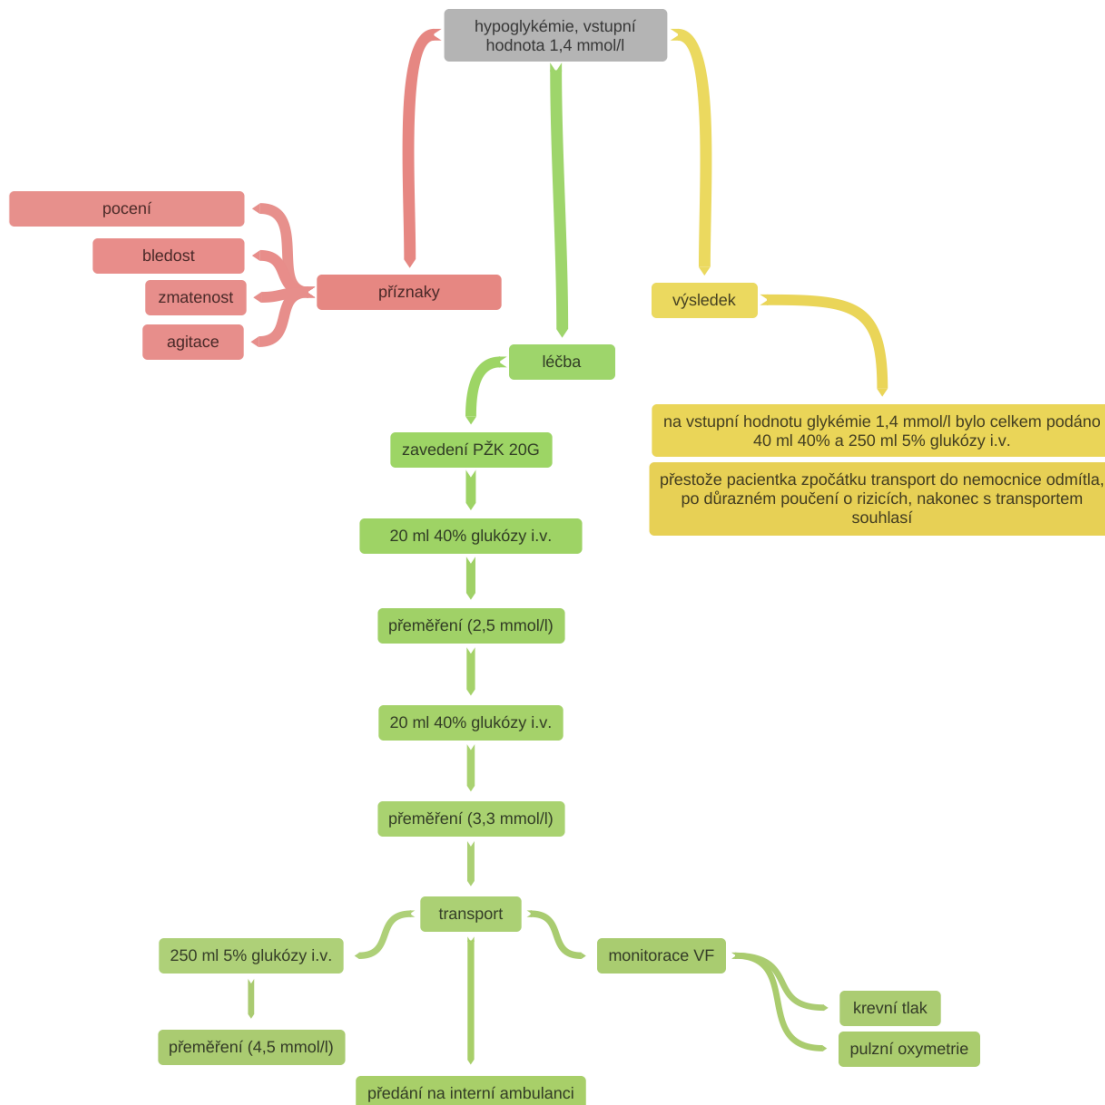 hypoglykémie, vstupní
hodnota 1,4 mmol/l
pocení
bledost
zmatenost
agitace
příznaky
výsledek
léčba
na vstupní hodnotu glykémie 1,4 mmol/l bylo celkem podáno
40 ml 40% a 250 ml 5% glukózy i.v.
přestože pacientka zpočátku transport do nemocnice odmítla,
po důrazném poučení o rizicích, nakonec s transportem
souhlasí
zavedení PŽK 20G
20 ml 40% glukózy i.v.
přeměření (2,5 mmol/l)
20 ml 40% glukózy i.v.
přeměření (3,3 mmol/l)
transport
250 ml 5% glukózy i.v.
monitorace VF
krevní tlak
pulzní oxymetrie
přeměření (4,5 mmol/l)
předání na interní ambulanci